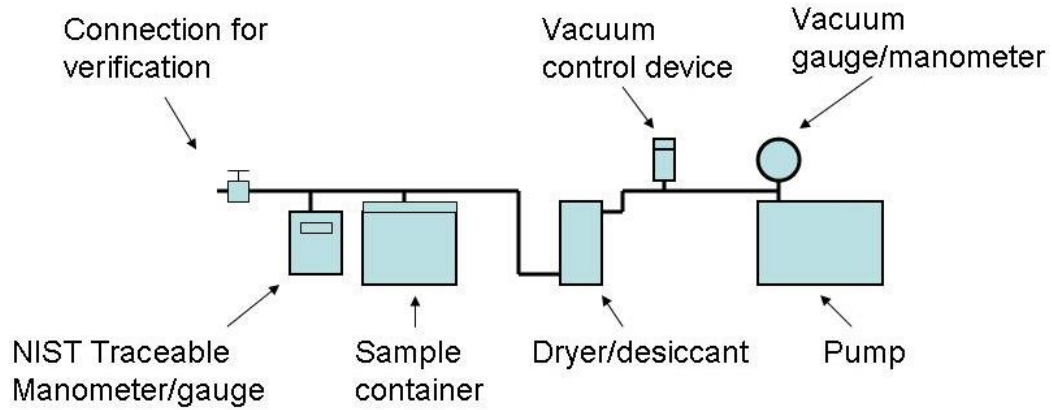 Connection for
verification
Vacuum
control device
Vacuum
gauge/manometer
NIST Traceable
Manometer/gauge
Sample
container
Dryer/desiccant
Pump